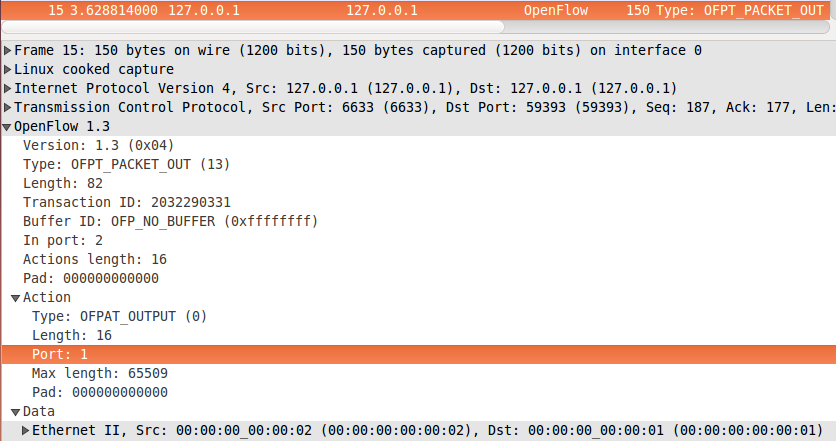 15 3.628814000 127.0.0.1 127.0.0.1 OpenFlow 150 Type: OFPT_PACKET_OUT
Frame 15: 150 bytes on wire (1200 bits), 150 bytes captured (1200 bits) on interface 0
Linux cooked capture
Internet Protocol Version 4, Src: 127.0.0.1 (127.0.0.1), Dst: 127.0.0.1 (127.0.0.1)
Transmission Control Protocol, Src Port: 6633 (6633), Dst Port: 59393 (59393), Seq: 187, Ack: 177, Len:
OpenFlow 1.3
Version: 1.3 (0x04)
Type: OFPT_PACKET_OUT (13)
Length: 82
Transaction ID: 2032290331
Buffer ID: OFP_NO_BUFFER (0xffffffff)
In port: 2
Actions length: 16
Pad: 000000000000
Action
Type: OFPAT_OUTPUT (0)
Length: 16
Port: 1
Max length: 65509
Pad: 000000000000
Data
Ethernet II, Src: 00:00:00_00:00:02 (00:00:00:00:00:02), Dst: 00:00:00_00:00:01 (00:00:00:00:00:01)